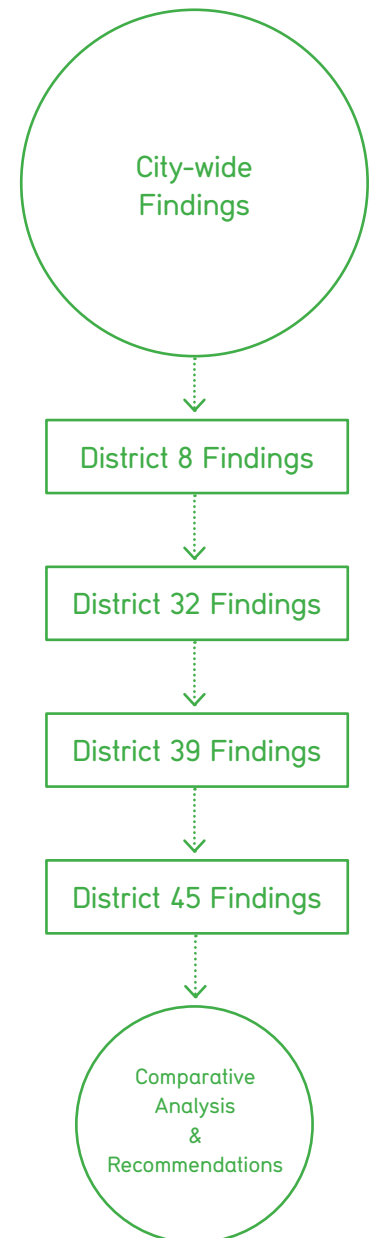 City-wide
Findings
District 8 Findings
District 32 Findings
District 39 Findings
District 45 Findings
Comparative
Analysis
&
Recommendations